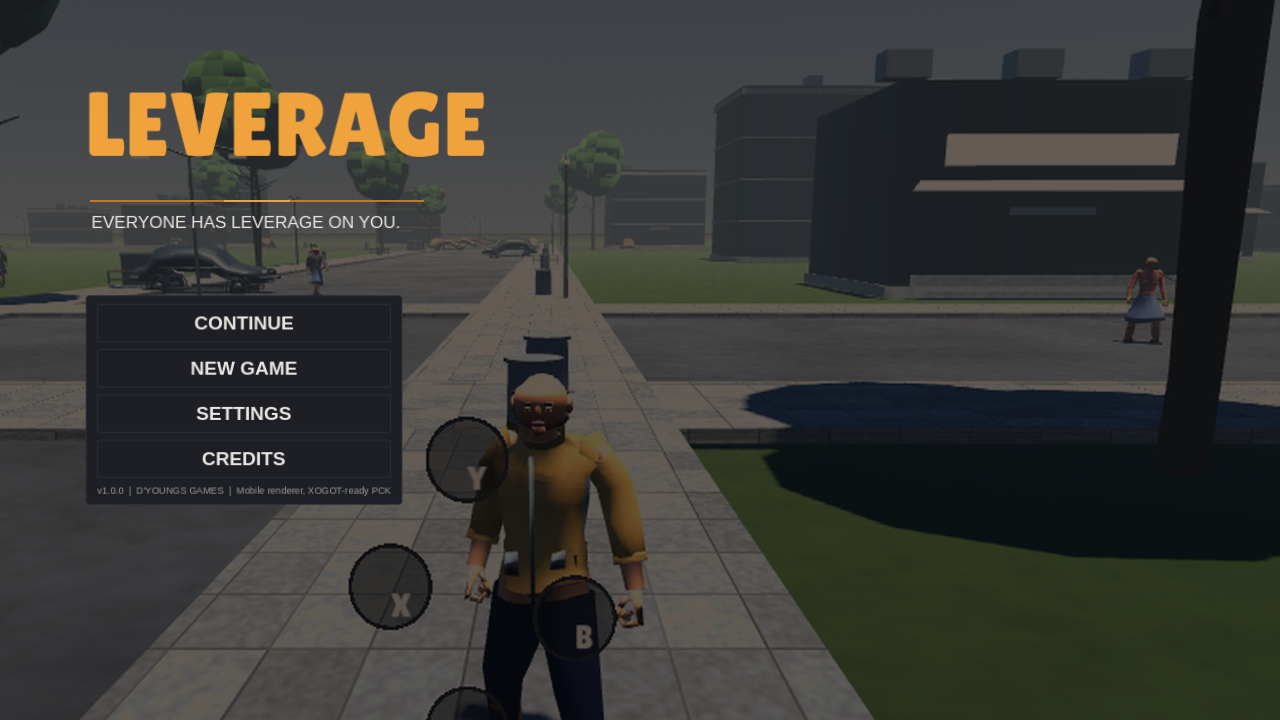 LEVERAGE
EVERYONE HAS LEVERAGE ON YOU.
CONTINUE
NEW GAME
SETTINGS
CREDITS
v1.0.0 | D'YOUNGS GAMES | Mobile renderer, XOGOT-ready PCK
Y
X
B